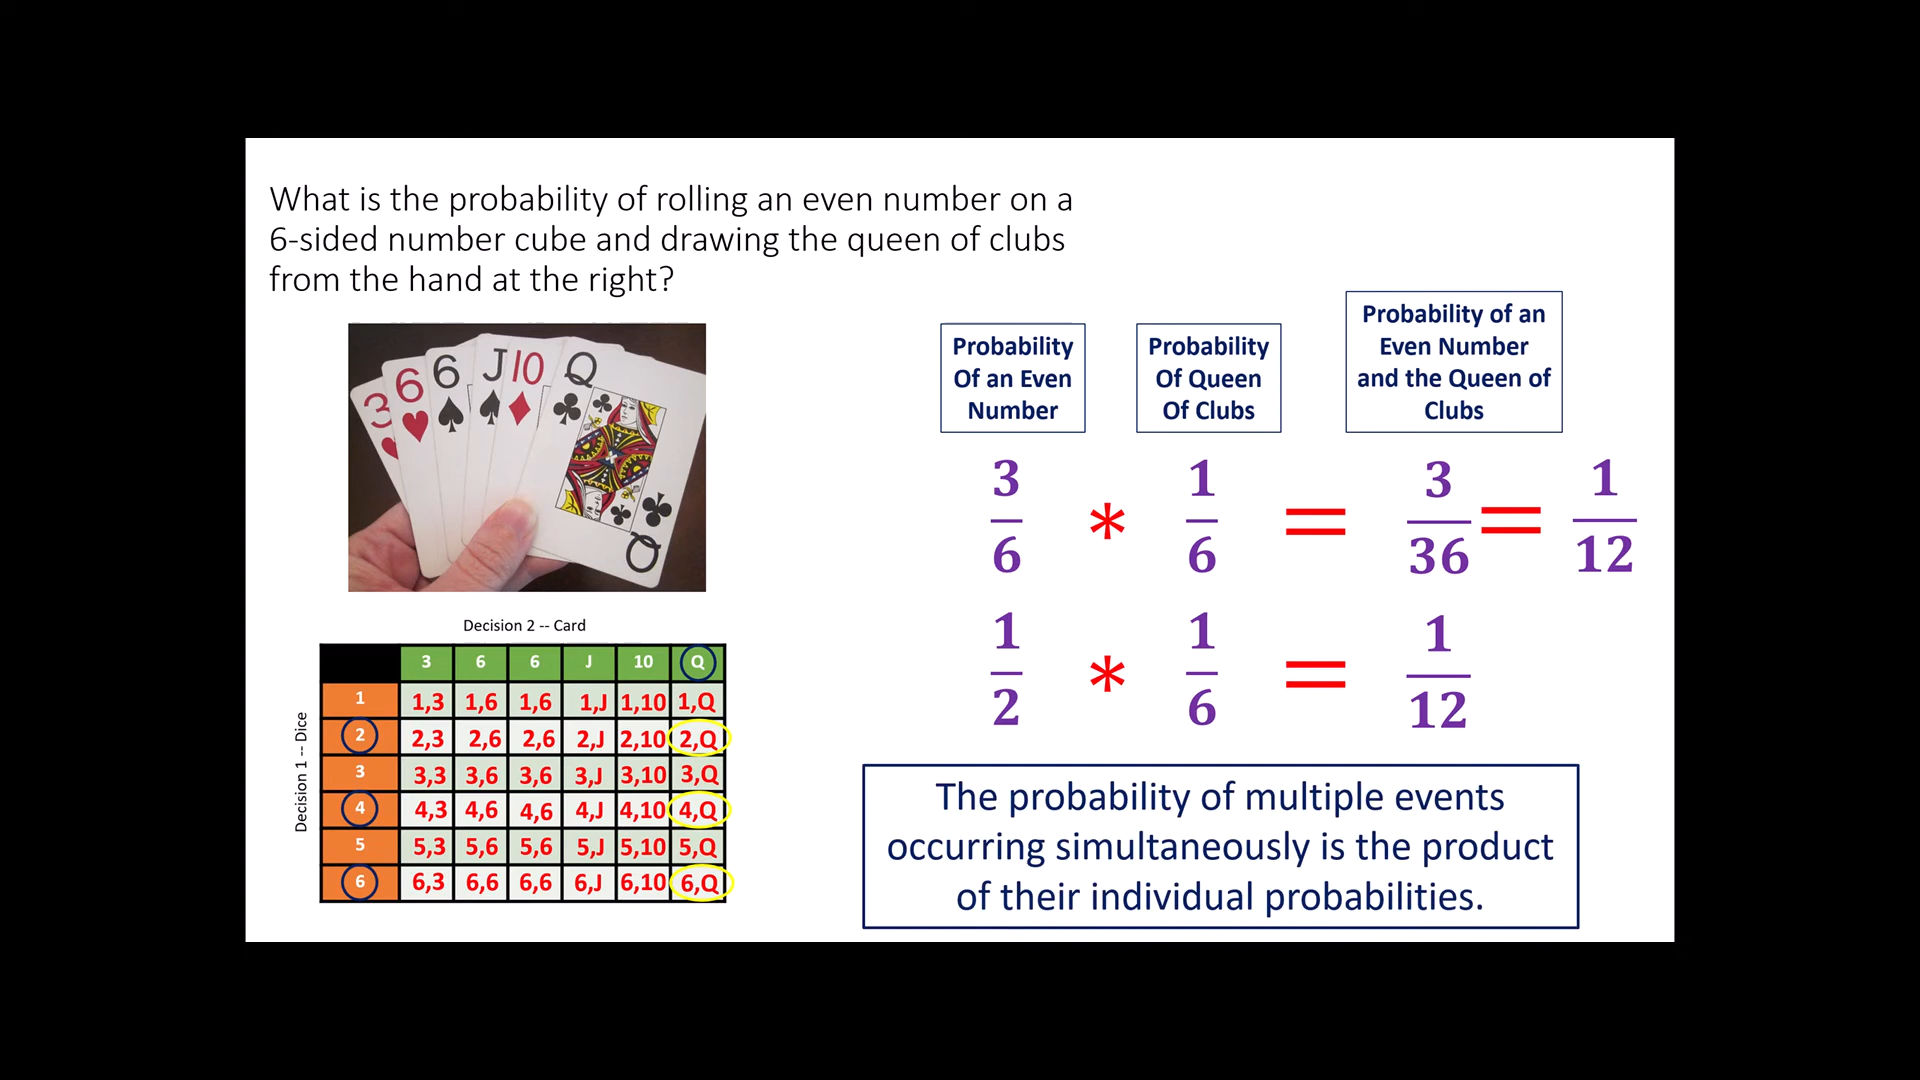 What is the probability of rolling an even number on a
6-sided number cube and drawing the queen of clubs
from the hand at the right?
3 6 6 J 10 Q
Q
Decision 2 -- Card
3 6 6 J 10 Q
1 1,3 1,6 1,6 1,J 1,10 1,Q
2 2,3 2,6 2,6 2,J 2,10 2,Q
3 3,3 3,6 3,6 3,J 3,10 3,Q
4 4,3 4,6 4,6 4,J 4,10 4,Q
5 5,3 5,6 5,6 5,J 5,10 5,Q
6 6,3 6,6 6,6 6,J 6,10 6,Q
Decision 1 -- Dice
Probability
Of an Even
Number
Probability
Of Queen
Of Clubs
Probability of an
Even Number
and the Queen of
Clubs
3/6 * 1/6 = 3/36 = 1/12
1/2 * 1/6 = 1/12
The probability of multiple events
occurring simultaneously is the product
of their individual probabilities.